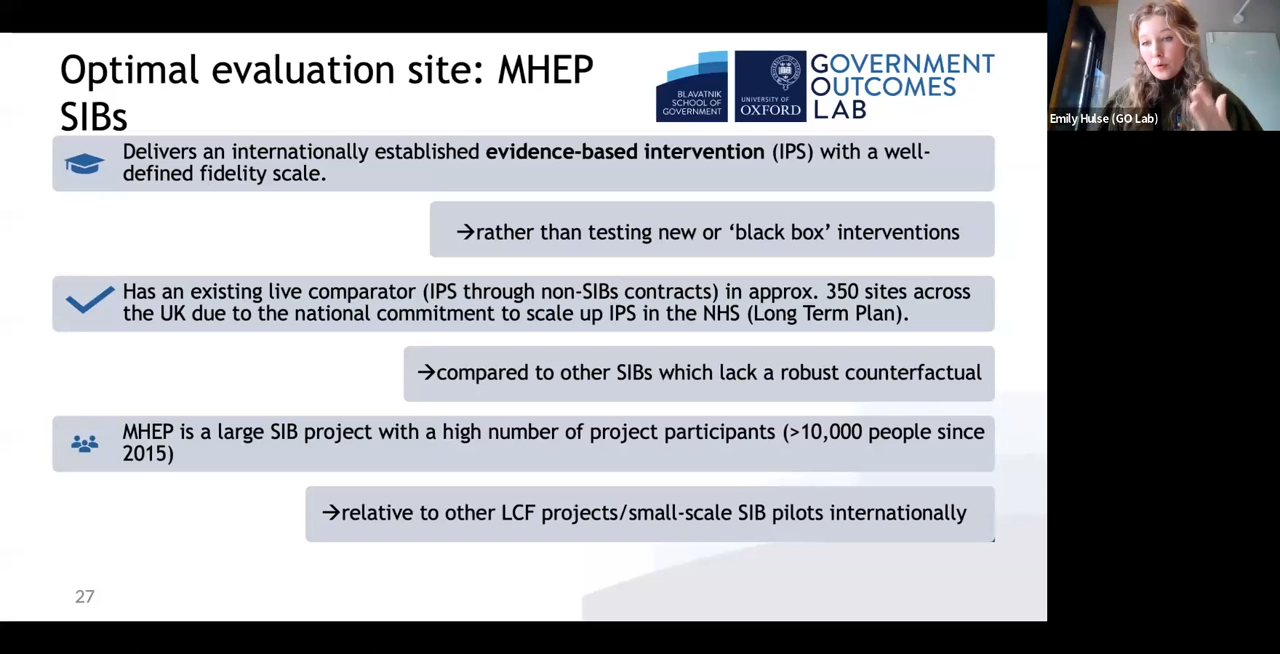 Optimal evaluation site: MHEP
SIBs
BLAVATNIK
SCHOOL OF
GOVERNMENT
UNIVERSITY OF
OXFORD
GOVERNMENT
OUTCOMES
LAB
Emily Hulse (GO Lab)
Delivers an internationally established evidence-based intervention (IPS) with a well-
defined fidelity scale.
→rather than testing new or ‘black box’ interventions
Has an existing live comparator (IPS through non-SIBs contracts) in approx. 350 sites across
the UK due to the national commitment to scale up IPS in the NHS (Long Term Plan).
→compared to other SIBs which lack a robust counterfactual
MHEP is a large SIB project with a high number of project participants (>10,000 people since
2015)
→relative to other LCF projects/small-scale SIB pilots internationally
27